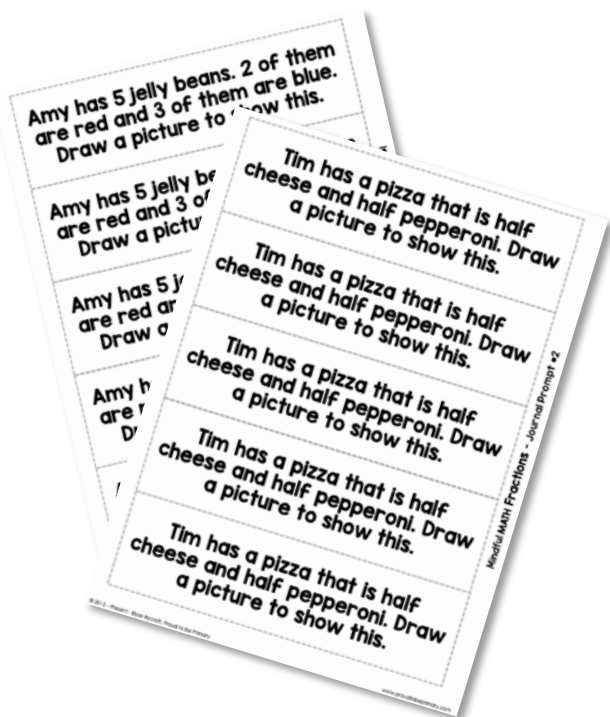 Amy has 5 jelly beans. 2 of them
are red and 3 of them are blue.
Draw a picture to show this.
Amy has 5 jelly be
are red and 3 of
Draw a pictu
Amy has 5 je
are red ar
Draw a
Amy h
are r
Dr
Tim has a pizza that is half
cheese and half pepperoni. Draw
a picture to show this.
Tim has a pizza that is half
cheese and half pepperoni. Draw
a picture to show this.
Tim has a pizza that is half
cheese and half pepperoni. Draw
a picture to show this.
Tim has a pizza that is half
cheese and half pepperoni. Draw
a picture to show this.
Tim has a pizza that is half
cheese and half pepperoni. Draw
a picture to show this.
Mindful MATH Fractions - Journal Prompt #2